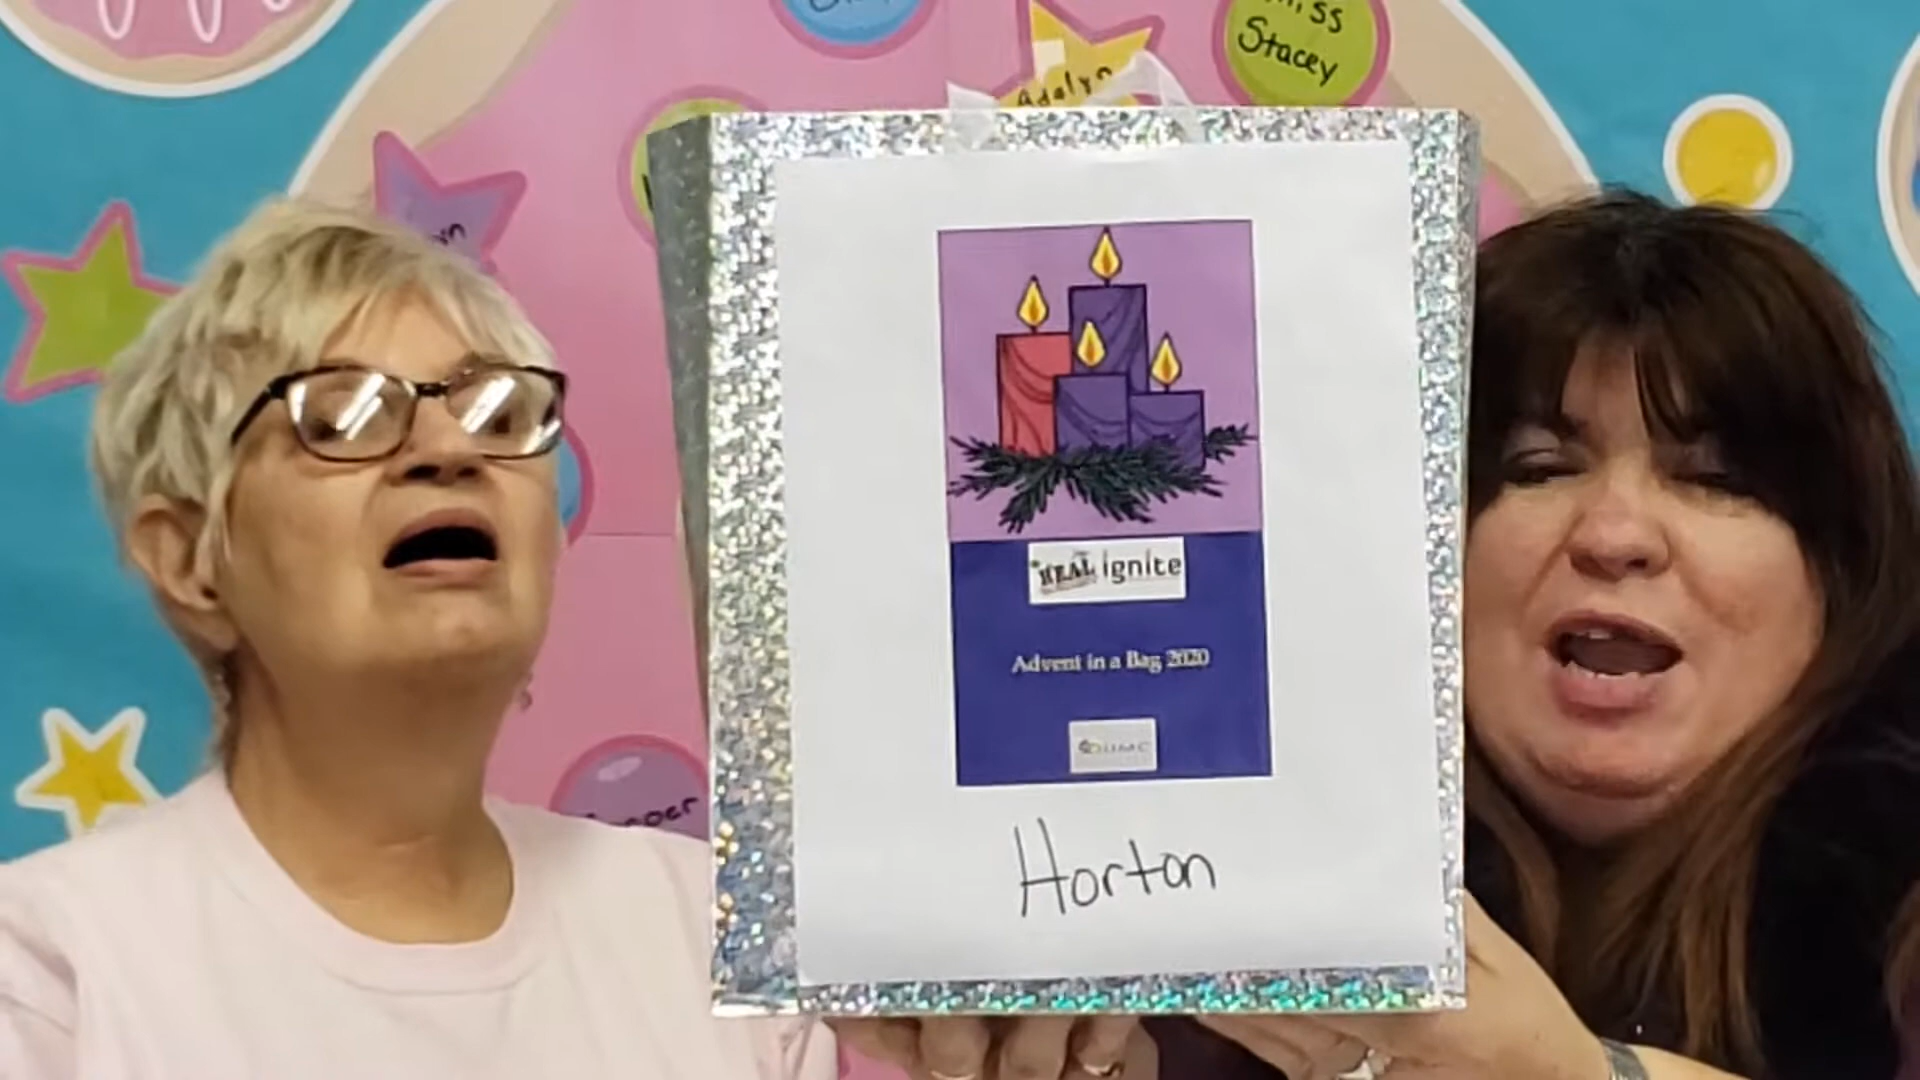 Miss
Stacey
Adalyn
REAL ignite
Advent in a Bag 2020
UMC
Horton